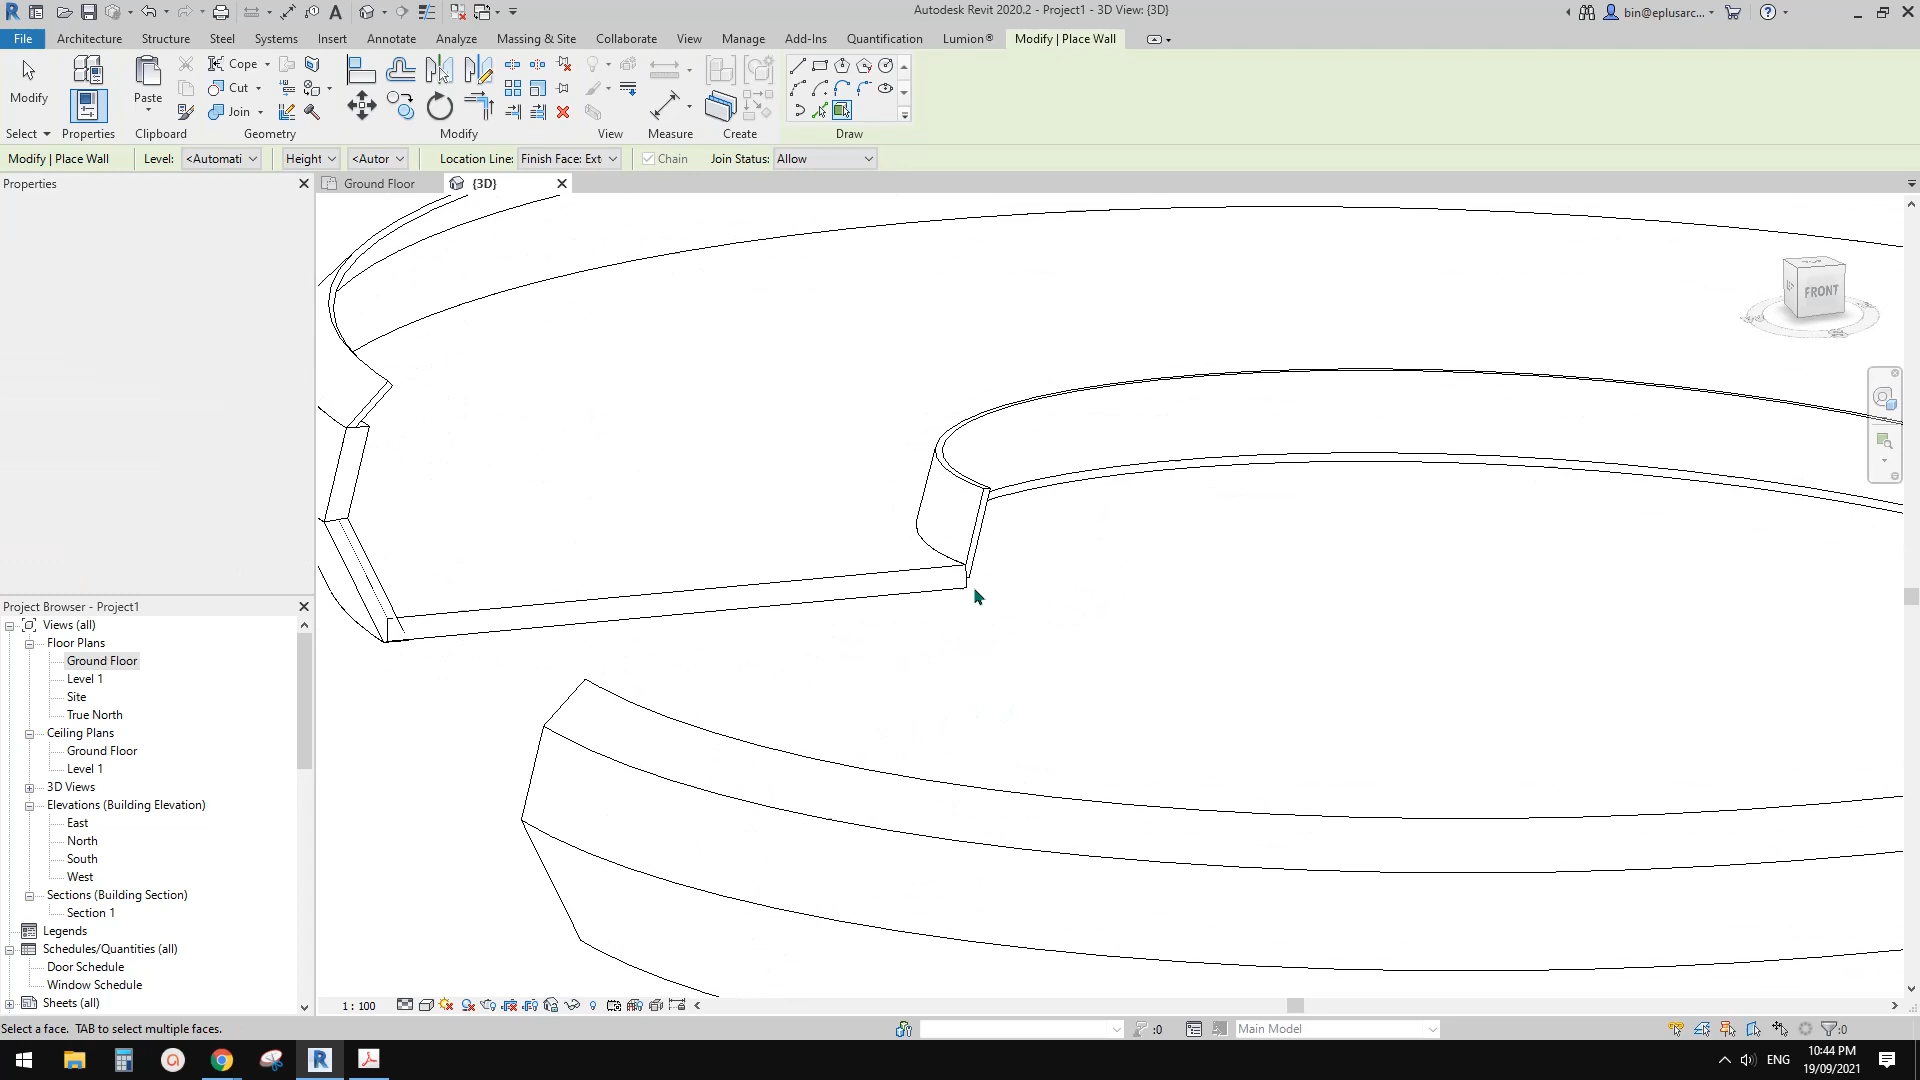 Autodesk Revit 2020.2 - Project1 - 3D View: {3D}
bin@eplusarc...
File Architecture Structure Steel Systems Insert Annotate Analyze Massing & Site Collaborate View Manage Add-Ins Quantification Lumion® Modify | Place Wall
Modify
Paste
Cope
Cut
Join
Select Properties Clipboard Geometry Modify View Measure Create Draw
Modify | Place Wall Level: <Automati Height <Autor Location Line: Finish Face: Ext Chain Join Status: Allow
Properties
Ground Floor {3D}
FRONT
Project Browser - Project1
Views (all)
Floor Plans
Ground Floor
Level 1
Site
True North
Ceiling Plans
Ground Floor
Level 1
3D Views
Elevations (Building Elevation)
East
North
South
West
Sections (Building Section)
Section 1
Legends
Schedules/Quantities (all)
Door Schedule
Window Schedule
Sheets (all)
1 : 100
Select a face. TAB to select multiple faces.
:0
Main Model
:0
ENG
10:44 PM
19/09/2021